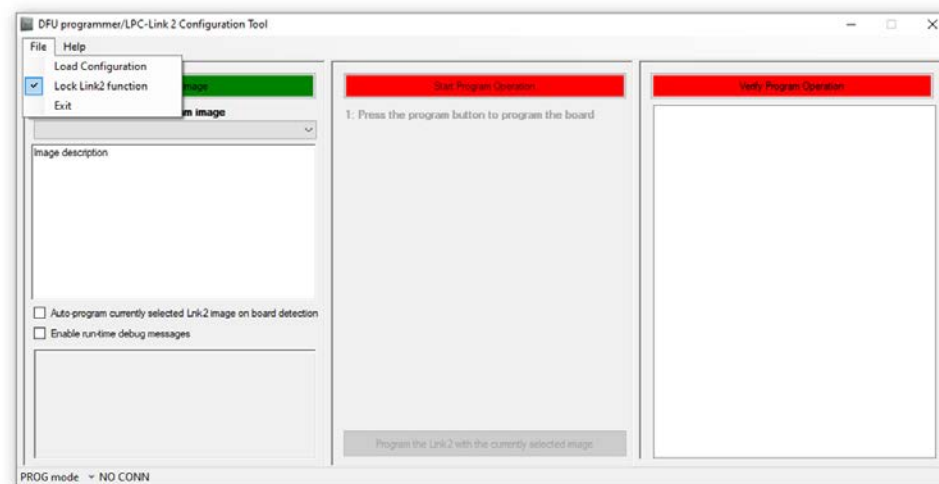 DFU programmer/LPC-Link 2 Configuration Tool
File Help
Load Configuration
Lock Link2 function
Exit
image
m image
Image description
Auto-program currently selected Lnk2 image on board detection
Enable run-time debug messages
Start Program Operation
1: Press the program button to program the board
Program the Link2 with the currently selected image
Verify Program Operation
PROG mode NO CONN